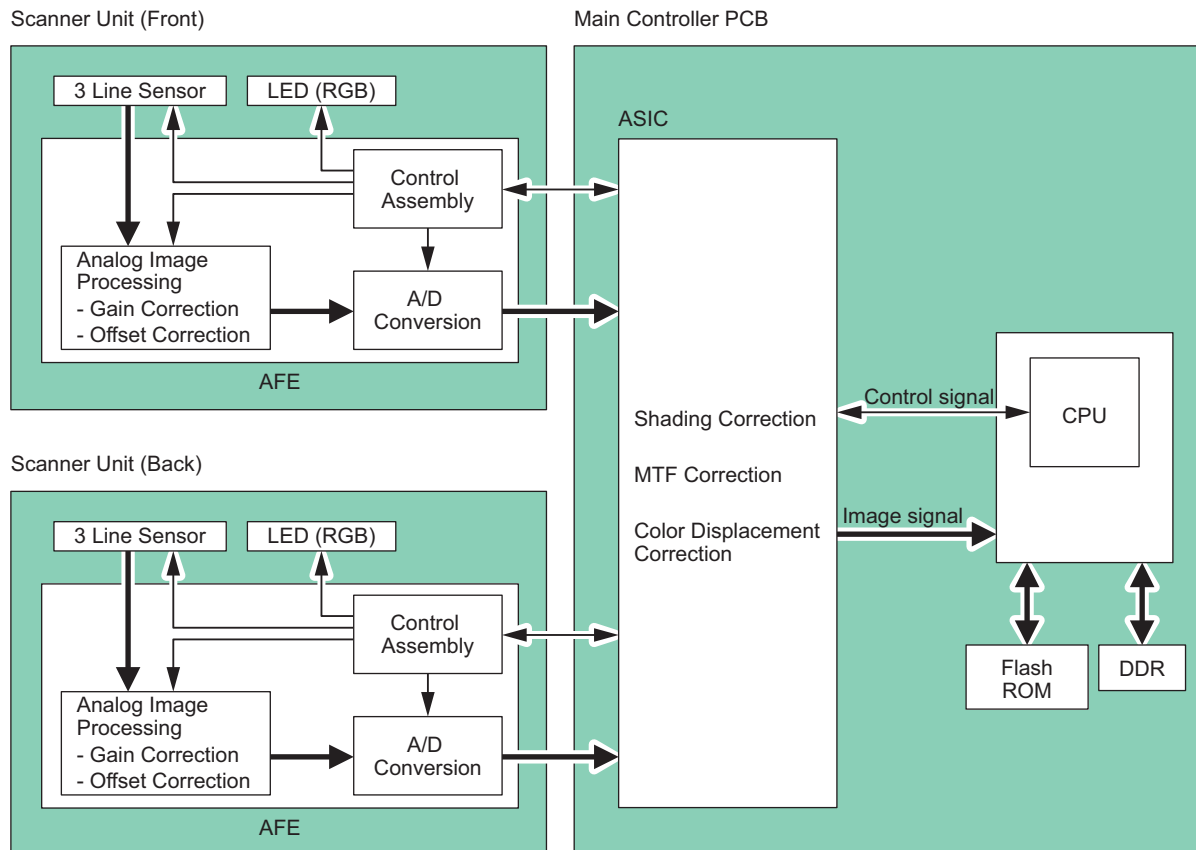 Scanner Unit (Front)
3 Line Sensor
LED (RGB)
Control
Assembly
Analog Image
Processing
- Gain Correction
- Offset Correction
A/D
Conversion
AFE
Scanner Unit (Back)
3 Line Sensor
LED (RGB)
Control
Assembly
Analog Image
Processing
- Gain Correction
- Offset Correction
A/D
Conversion
AFE
Main Controller PCB
ASIC
Shading Correction
MTF Correction
Color Displacement
Correction
Control signal
Image signal
CPU
Flash
ROM
DDR